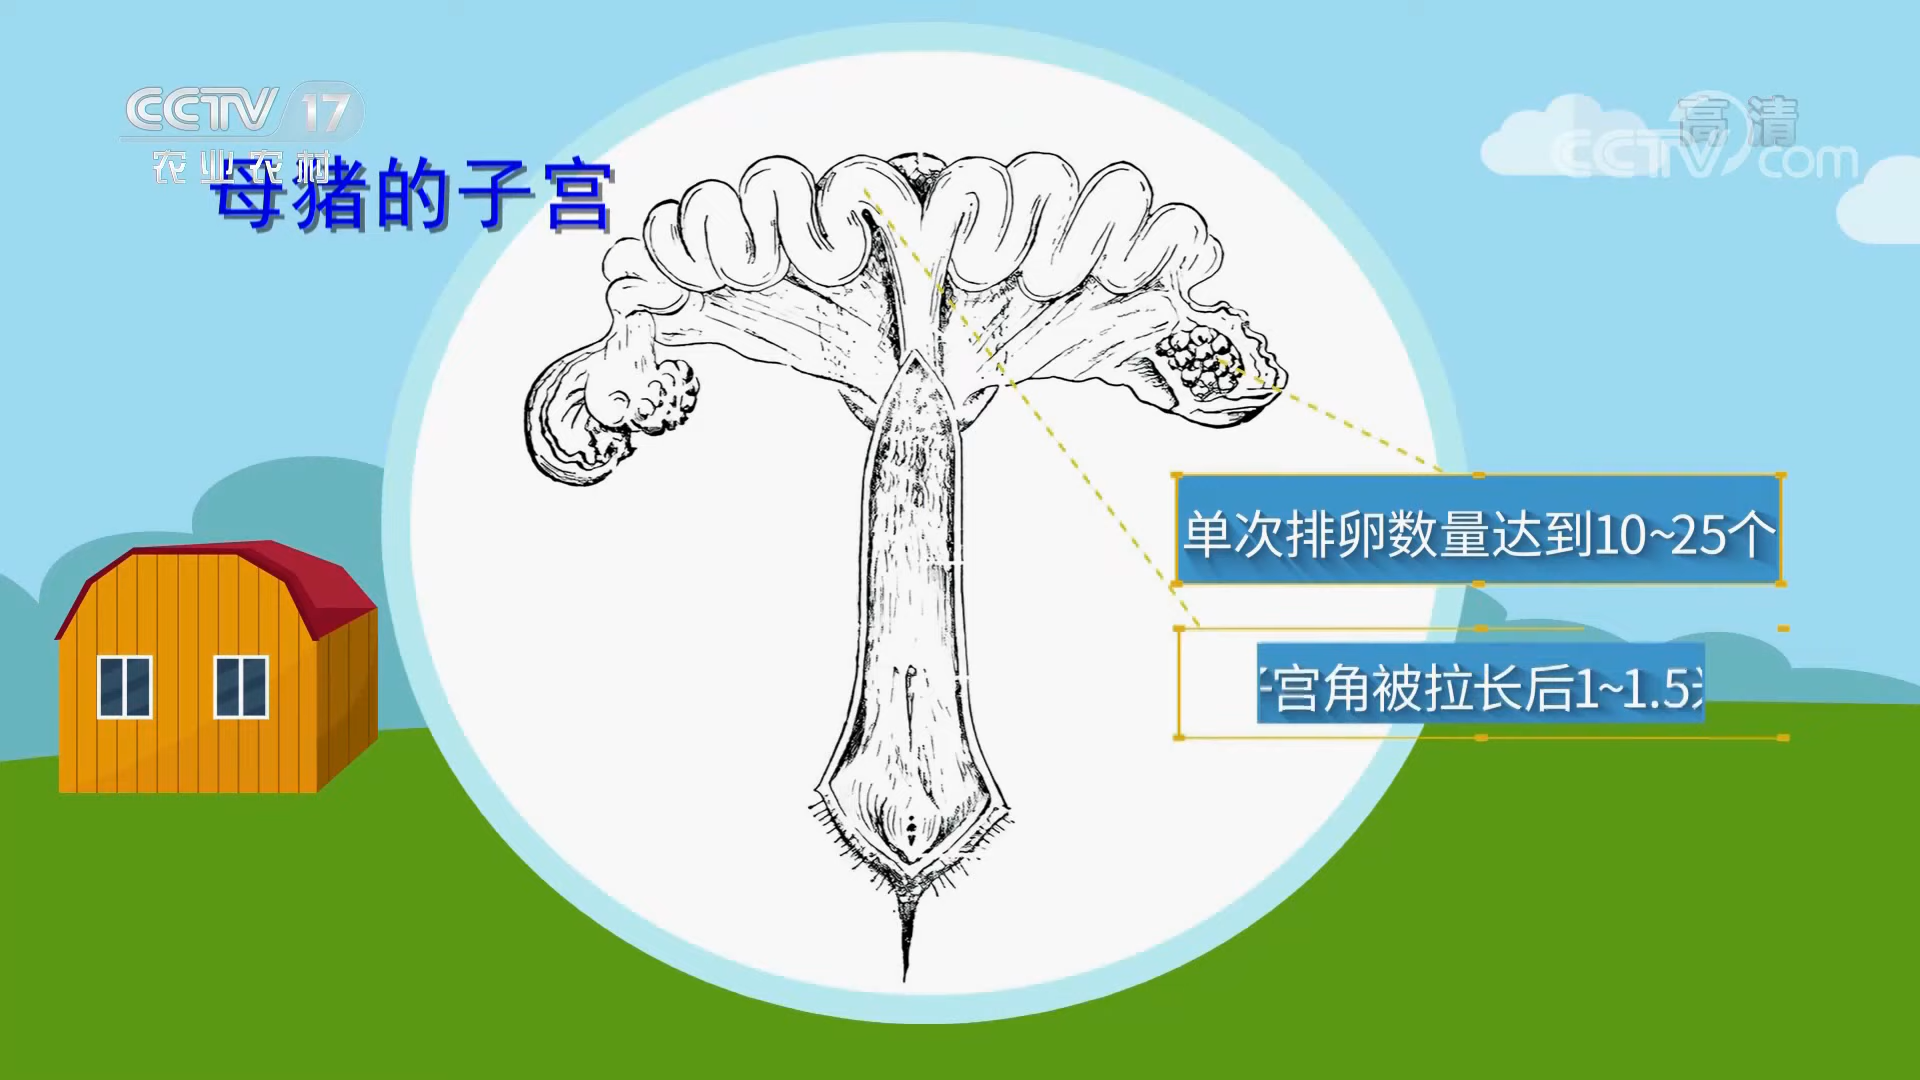 CCTV 17
农业农村
高清
CCTV.com
母猪的子宫
单次排卵数量达到10~25个
宫角被拉长后1~1.5